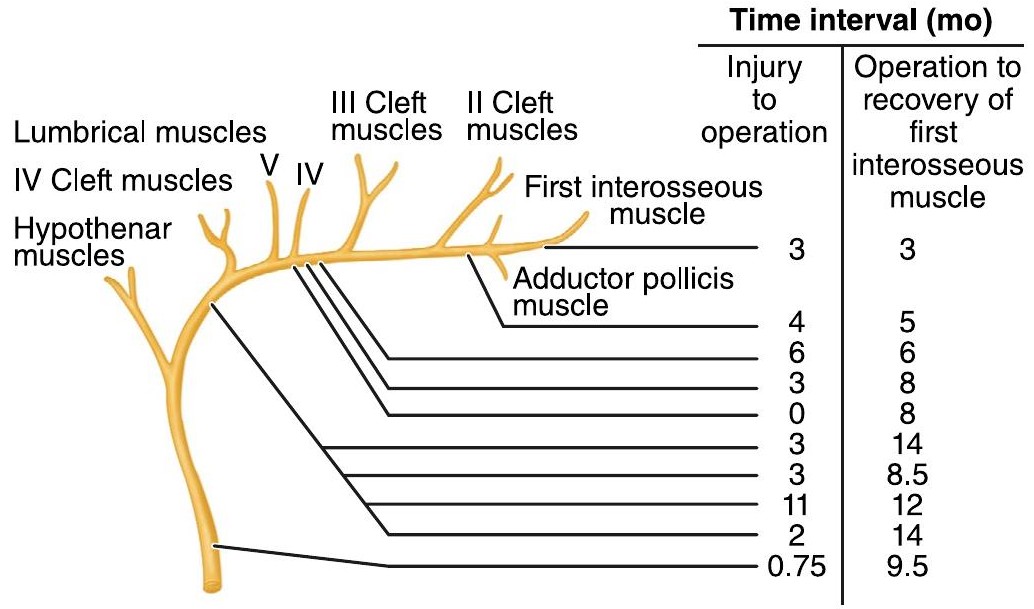 Time interval (mo)
Injury
to
operation
Operation to
recovery of
first
interosseous
muscle
III Cleft
muscles
II Cleft
muscles
Lumbrical muscles
V
IV
IV Cleft muscles
First interosseous
muscle
Hypothenar
muscles
Adductor pollicis
muscle
3 3
4 5
6 6
3 8
0 8
3 14
3 8.5
11 12
2 14
0.75 9.5